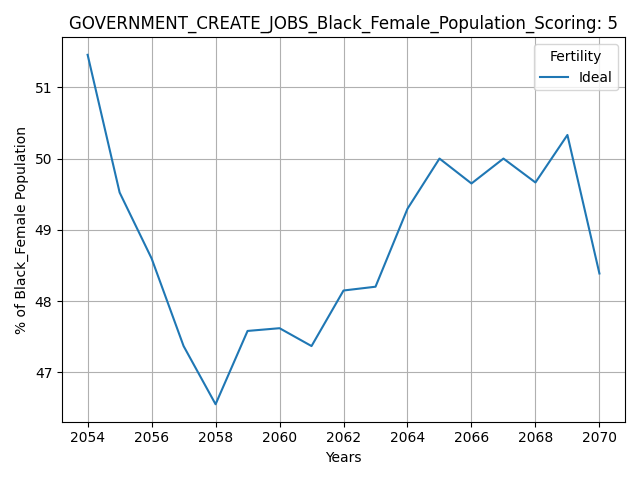 GOVERNMENT_CREATE_JOBS_Black_Female_Population_Scoring: 5
Fertility
Ideal
% of Black_Female Population
51
50
49
48
47
2054 2056 2058 2060 2062 2064 2066 2068 2070
Years